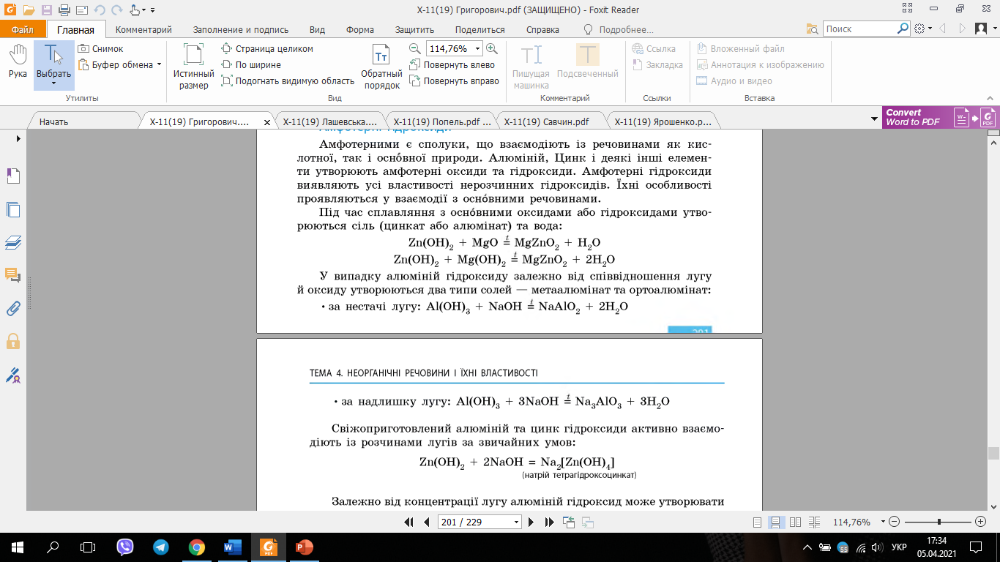 X-11(19) Григорович.pdf (ЗАЩИЩЕНО) - Foxit Reader
Файл Главная Комментарий Заполнение и подпись Вид Форма Защитить Поделиться Справка Подробнее... Поиск
Рука Выбрать Снимок Буфер обмена Утилиты
Истинный размер Страница целиком По ширине Подогнать видимую область Обратный порядок 114,76% Повернуть влево Повернуть вправо Вид
Пишущая машинка Подсвеченный Комментарий
Ссылка Закладка Ссылки
Вложенный файл Аннотация к изображению Аудио и видео Вставка
Начать X-11(19) Григорович.... X-11(19) Лашевська.... X-11(19) Попель.pdf ... X-11(19) Савчин.pdf X-11(19) Ярошенко.p...
Convert Word to PDF
Амфотерні гідроксиди
Амфотерними є сполуки, що взаємодіють із речовинами як кис-
лотної, так і оснóвної природи. Алюміній, Цинк і деякі інші елемен-
ти утворюють амфотерні оксиди та гідроксиди. Амфотерні гідроксиди
виявляють усі властивості нерозчинних гідроксидів. Їхні особливості
проявляються у взаємодії з оснóвними речовинами.
Під час сплавляння з оснóвними оксидами або гідроксидами утво-
рюються сіль (цинкат або алюмінат) та вода:
Zn(OH)2 + MgO =t MgZnO2 + H2O
Zn(OH)2 + Mg(OH)2 =t MgZnO2 + 2H2O
У випадку алюміній гідроксиду залежно від співвідношення лугу
й оксиду утворюються два типи солей — метаалюмінат та ортоалюмінат:
• за нестачі лугу: Al(OH)3 + NaOH =t NaAlO2 + 2H2O
201
ТЕМА 4. НЕОРГАНІЧНІ РЕЧОВИНИ І ЇХНІ ВЛАСТИВОСТІ
• за надлишку лугу: Al(OH)3 + 3NaOH =t Na3AlO3 + 3H2O
Свіжоприготовлений алюміній та цинк гідроксиди активно взаємо-
діють із розчинами лугів за звичайних умов:
Zn(OH)2 + 2NaOH = Na2[Zn(OH)4]
(натрій тетрагідроксоцинкат)
Залежно від концентрації лугу алюміній гідроксид може утворювати
201 / 229 114,76%
УКР 17:34
05.04.2021